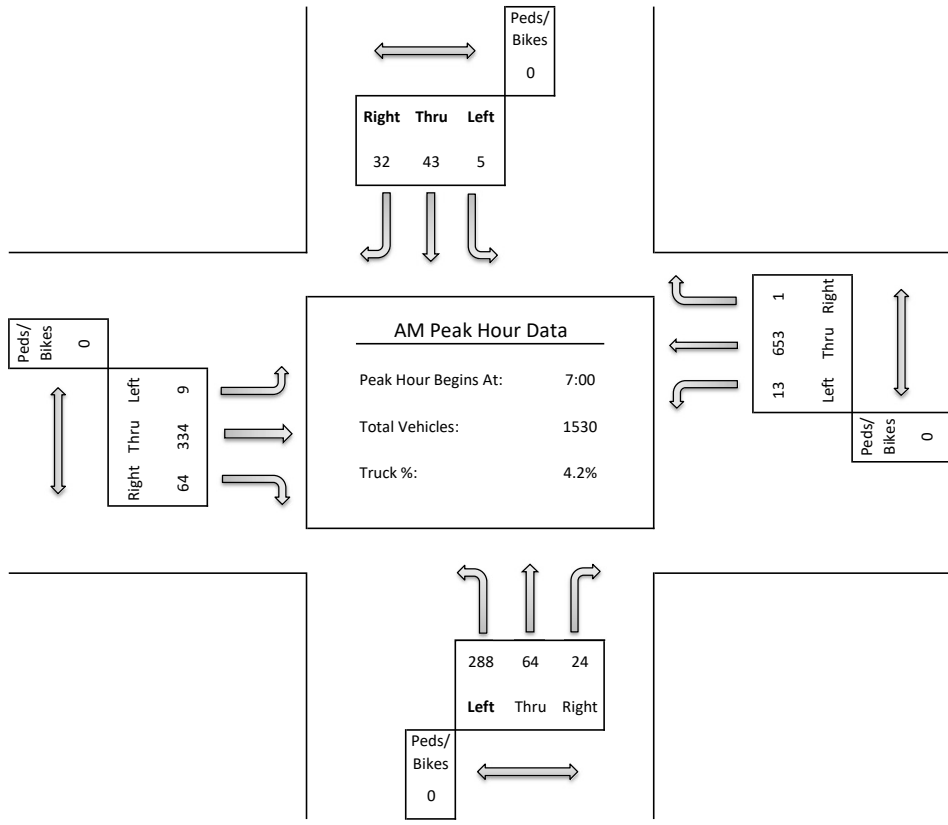 Peds/
Bikes
0
Right Thru Left
32 43 5
Peds/
Bikes
0
Left 9
Thru 334
Right 64
AM Peak Hour Data
Peak Hour Begins At: 7:00
Total Vehicles: 1530
Truck %: 4.2%
1 Right
653 Thru
13 Left
Peds/
Bikes
0
288 64 24
Left Thru Right
Peds/
Bikes
0